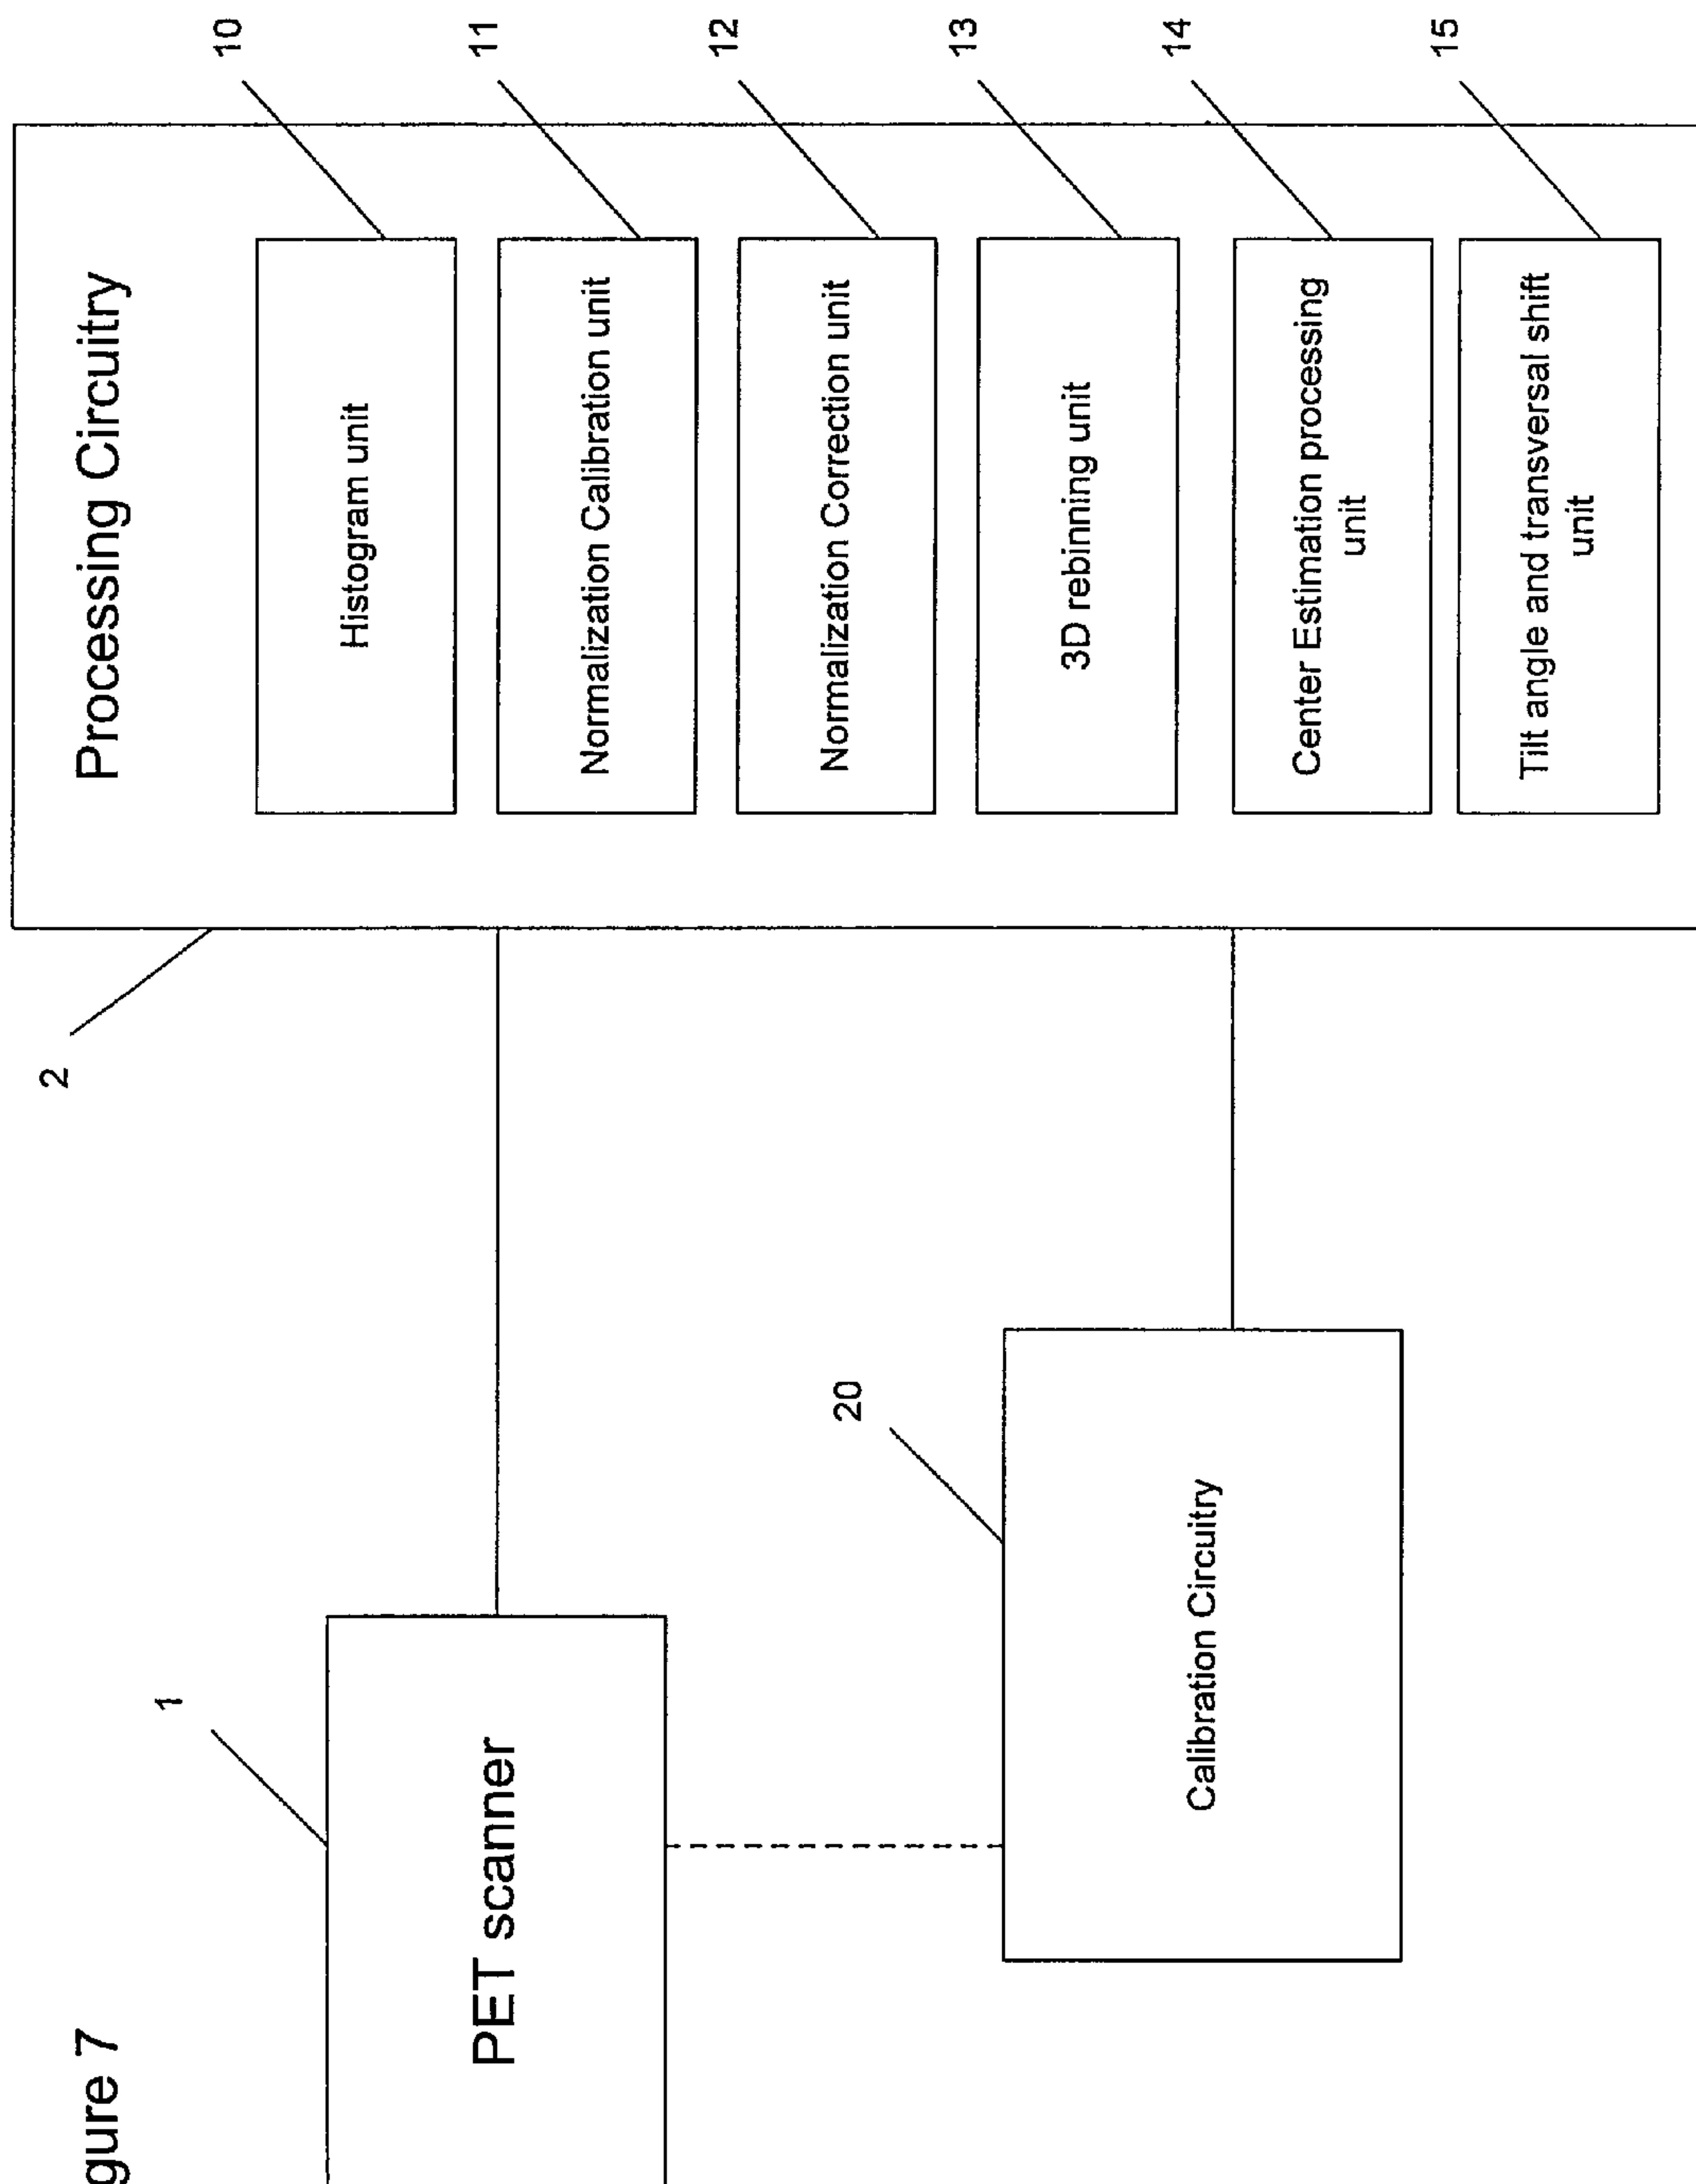 gure 7
1
PET scanner
20
Calibration Circuitry
2
Processing Circuitry
Histogram unit
10
Normalization Calibration unit
11
Normalization Correction unit
12
3D rebinning unit
13
Center Estimation processing
unit
14
Tilt angle and transversal shift
unit
15